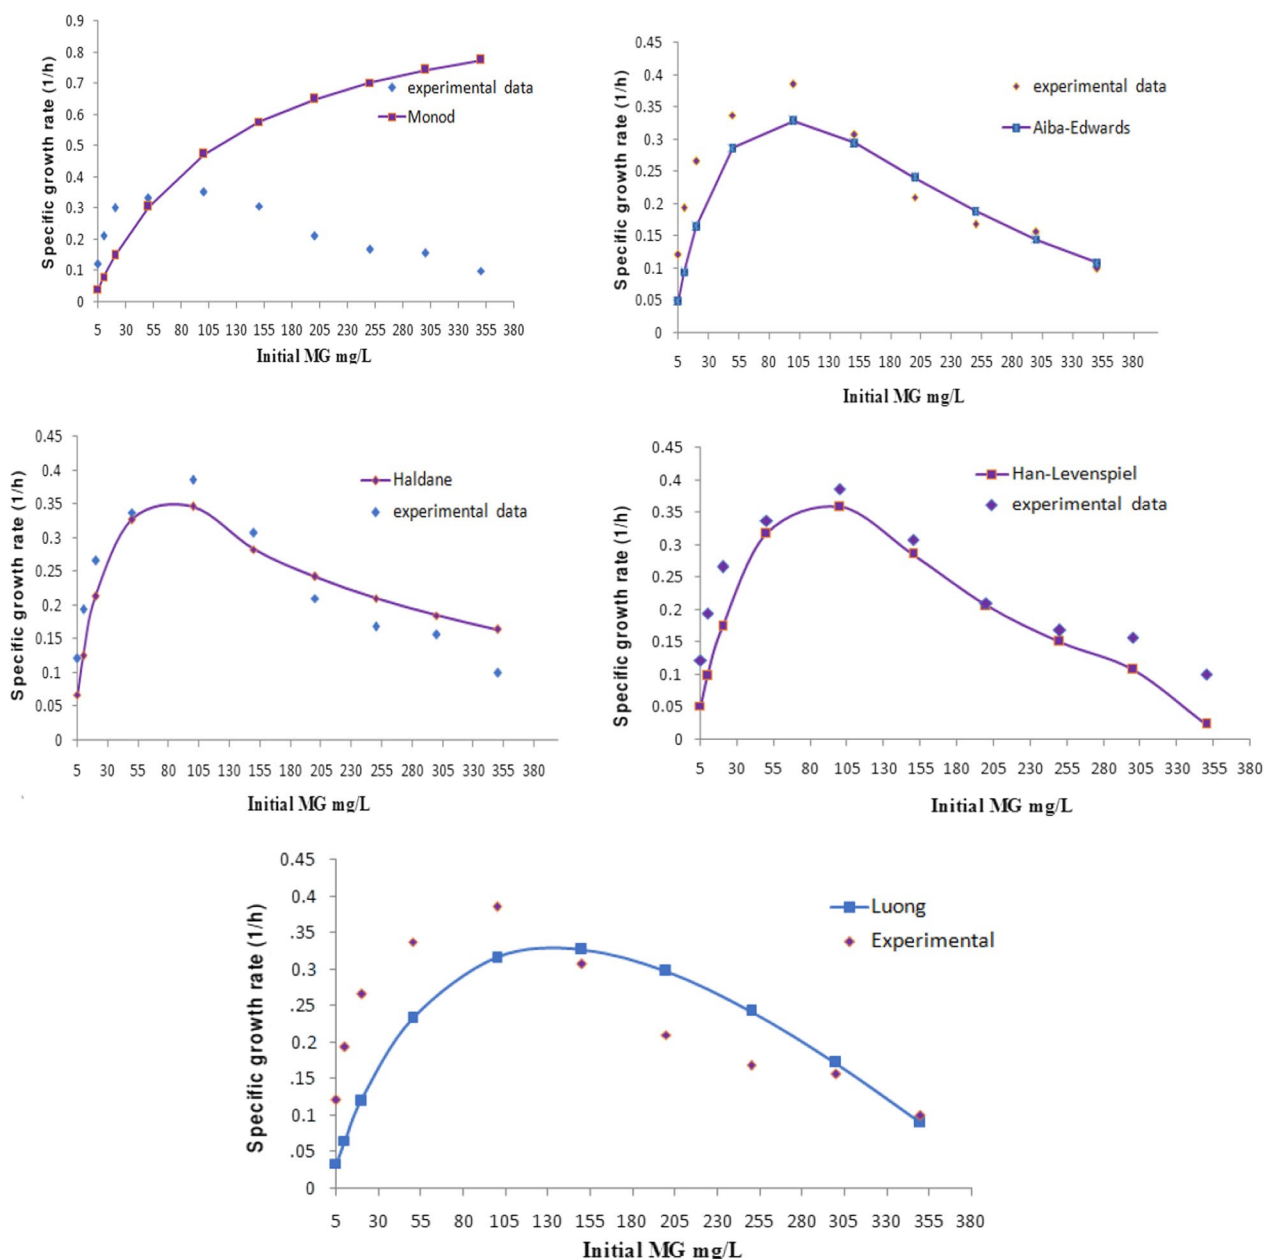 Specific growth rate (1/h)
0.9
0.8
0.7
0.6
0.5
0.4
0.3
0.2
0.1
0
experimental data
Monod
5 30 55 80 105 130 155 180 205 230 255 280 305 330 355 380
Initial MG mg/L
Specific growth rate (1/h)
0.45
0.4
0.35
0.3
0.25
0.2
0.15
0.1
0.05
0
experimental data
Aiba-Edwards
5 30 55 80 105 130 155 180 205 230 255 280 305 330 355 380
Initial MG mg/L
Specific growth rate (1/h)
0.45
0.4
0.35
0.3
0.25
0.2
0.15
0.1
0.05
0
Haldane
experimental data
5 30 55 80 105 130 155 180 205 230 255 280 305 330 355 380
Initial MG mg/L
Specific growth rate (1/h)
0.45
0.4
0.35
0.3
0.25
0.2
0.15
0.1
0.05
0
Han-Levenspiel
experimental data
5 30 55 80 105 130 155 180 205 230 255 280 305 330 355 380
Initial MG mg/L
Specific growth rate (1/h)
0.45
0.4
.35
0.3
0.25
0.2
.15
0.1
.05
0
Luong
Experimental
5 30 55 80 105 130 155 180 205 230 255 280 305 330 355 380
Initial MG mg/L